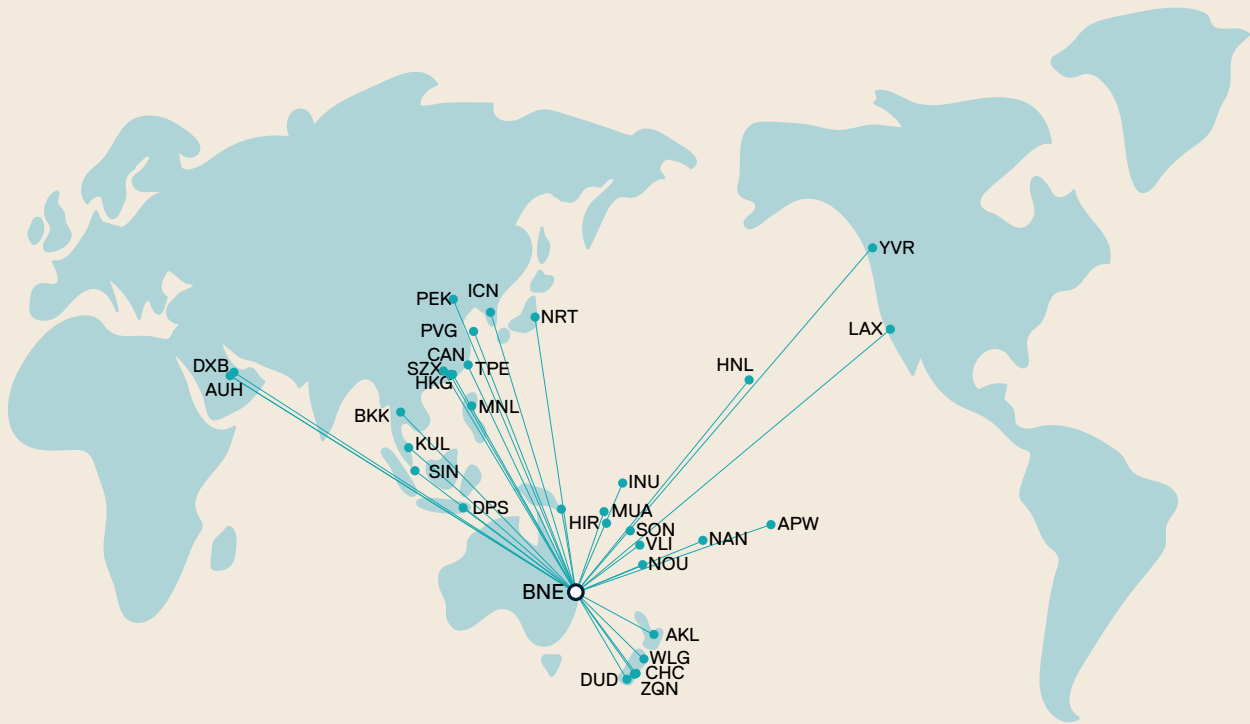 YVR
ICN
PEK
NRT
PVG
LAX
CAN
HNL
DXB
SZX
TPE
HKG
AUH
MNL
BKK
KUL
SIN
INU
DPS
MUA
HIR
APW
SON
NAN
VLI
NOU
BNE
AKL
WLG
CHC
DUD
ZQN